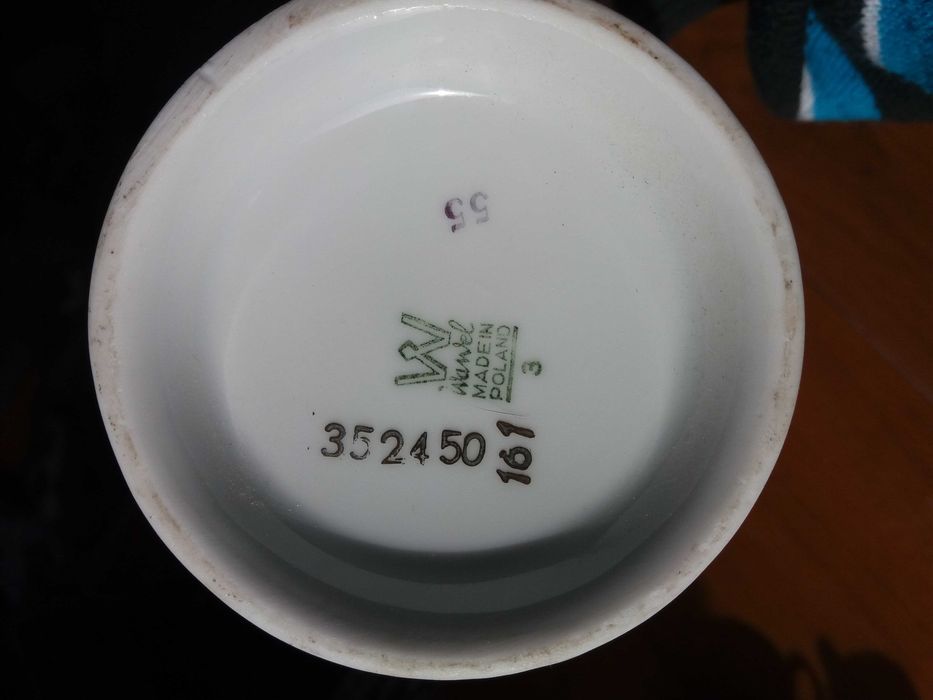 55
W
Wawel
MADE IN
POLAND
3
352450
161